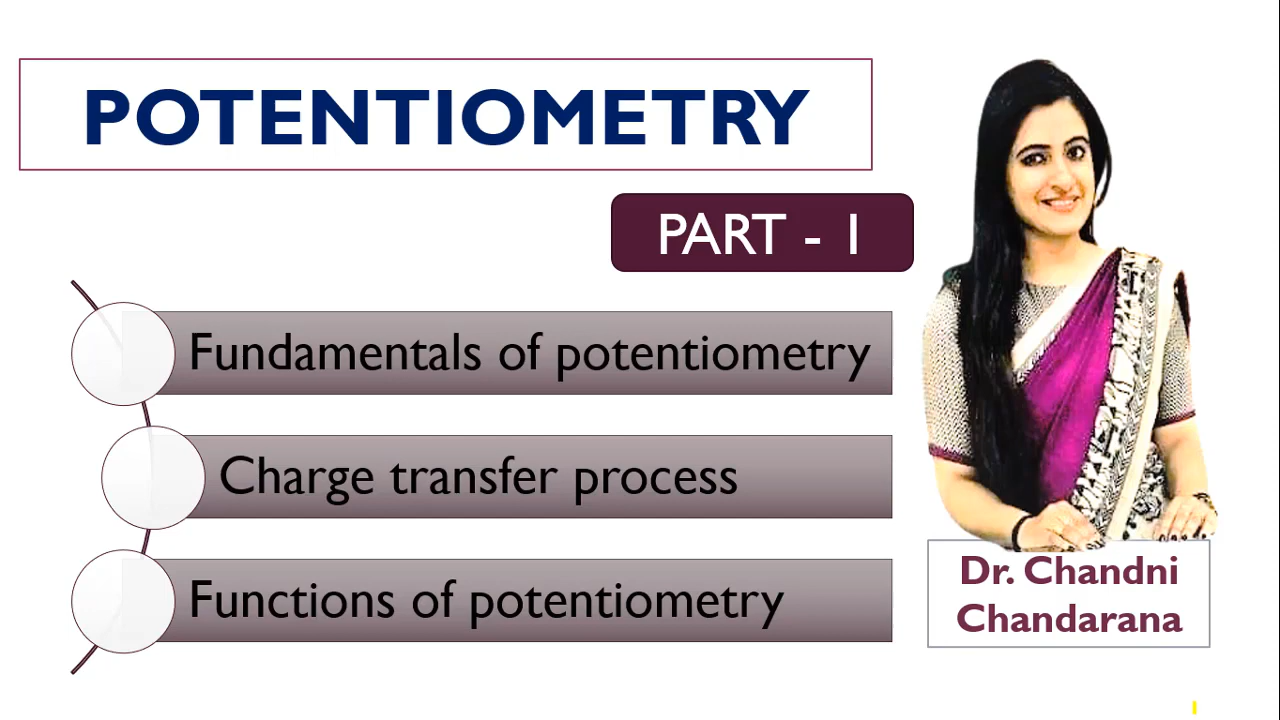 POTENTIOMETRY
PART - I
Fundamentals of potentiometry
Charge transfer process
Functions of potentiometry
Dr. Chandni
Chandarana